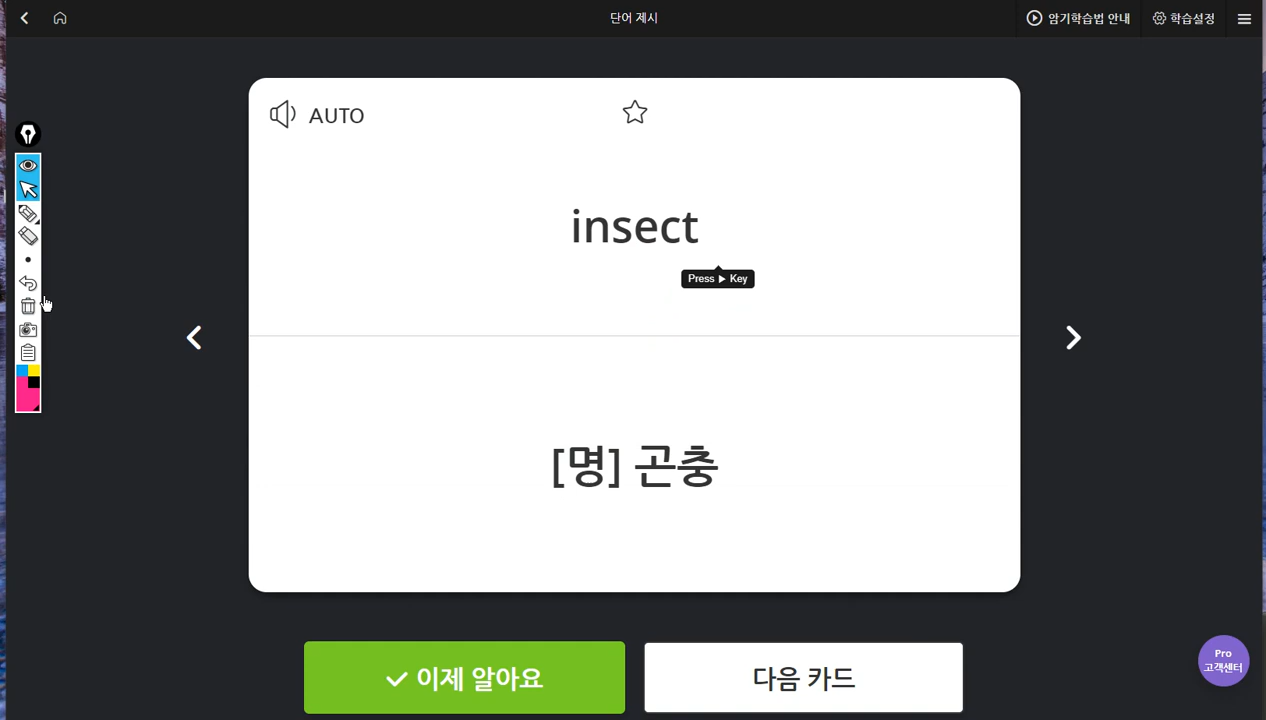 단어 제시
암기학습법 안내
학습설정
AUTO
insect
Press ▶ Key
[명] 곤충
이제 알아요
다음 카드
Pro
고객센터